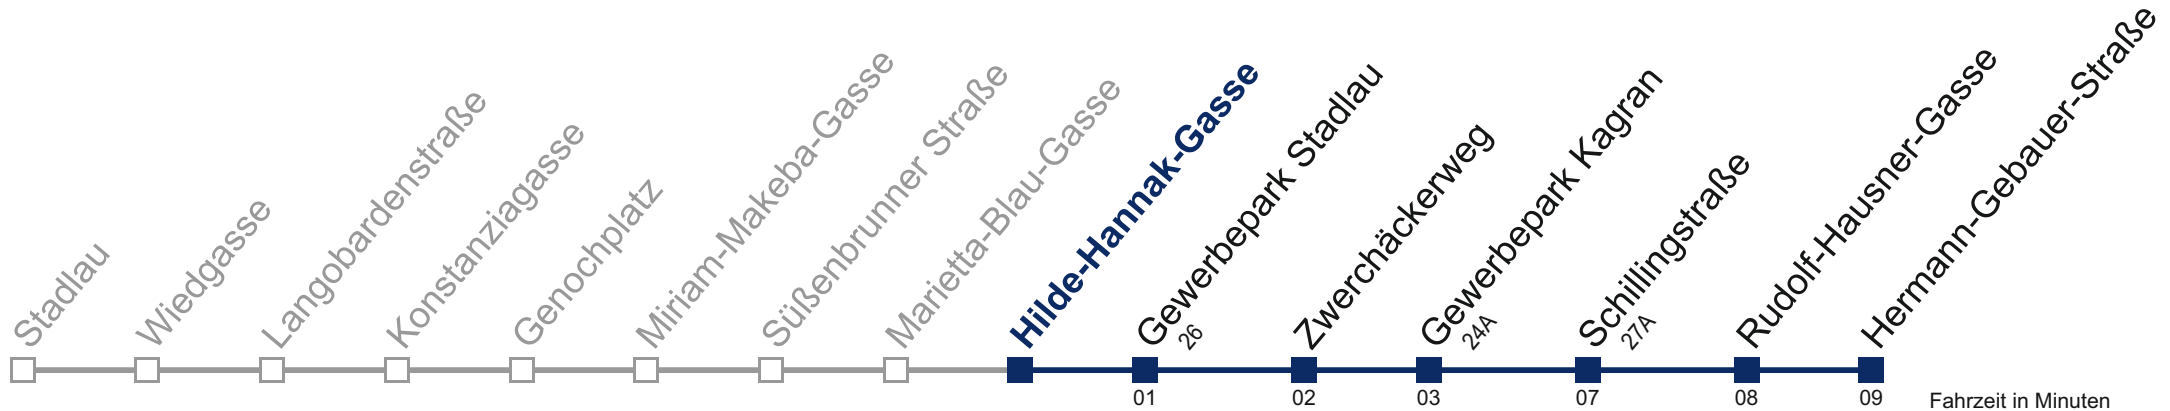 Stadlau
Wiedgasse
Langobardenstraße
Konstanziagasse
Genochplatz
Miriam-Makeba-Gasse
Süßenbrunner Straße
Marietta-Blau-Gasse
Hilde-Hannak-Gasse
Gewerbepark Stadlau
26
Zwerchäckerweg
Gewerbepark Kagran
24A
Schillingstraße
27A
Rudolf-Hausner-Gasse
Hermann-Gebauer-Straße
01
02
03
07
08
09
Fahrzeit in Minuten